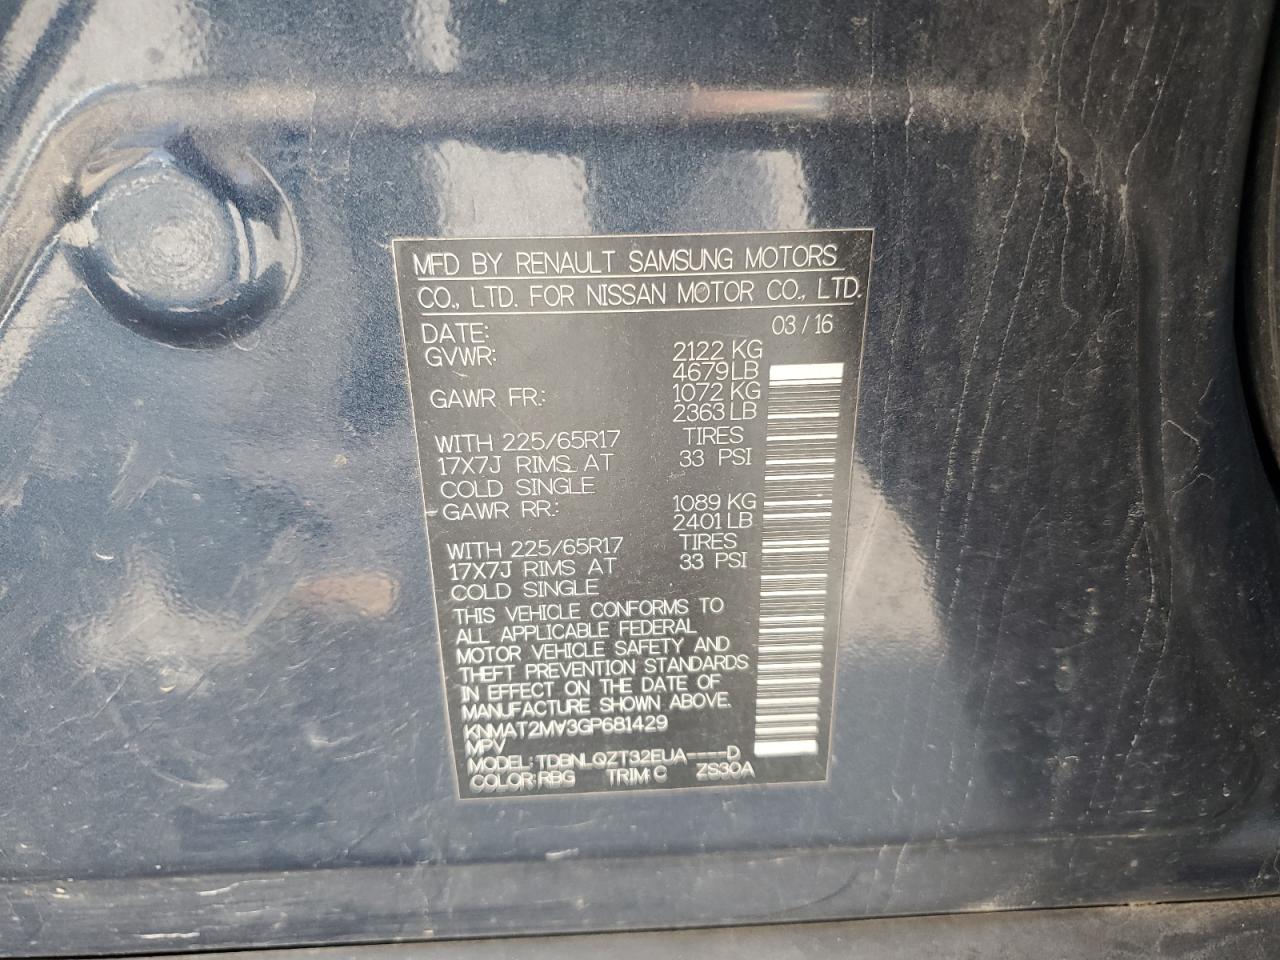 MFD BY RENAULT SAMSUNG MOTORS
CO., LTD. FOR NISSAN MOTOR CO., LTD.
DATE: 03 / 16
GVWR: 2122 KG
4679 LB
GAWR FR.: 1072 KG
2363 LB
WITH 225/65R17 TIRES
17X7J RIMS AT 33 PSI
COLD SINGLE
GAWR RR.: 1089 KG
2401 LB
WITH 225/65R17 TIRES
17X7J RIMS AT 33 PSI
COLD SINGLE
THIS VEHICLE CONFORMS TO
ALL APPLICABLE FEDERAL
MOTOR VEHICLE SAFETY AND
THEFT PREVENTION STANDARDS
IN EFFECT ON THE DATE OF
MANUFACTURE SHOWN ABOVE.
KNMAT2MV3GP681429
MPV
MODEL: TDBNLQZT32EUA----D
COLOR: RBG TRIM: C ZS30A